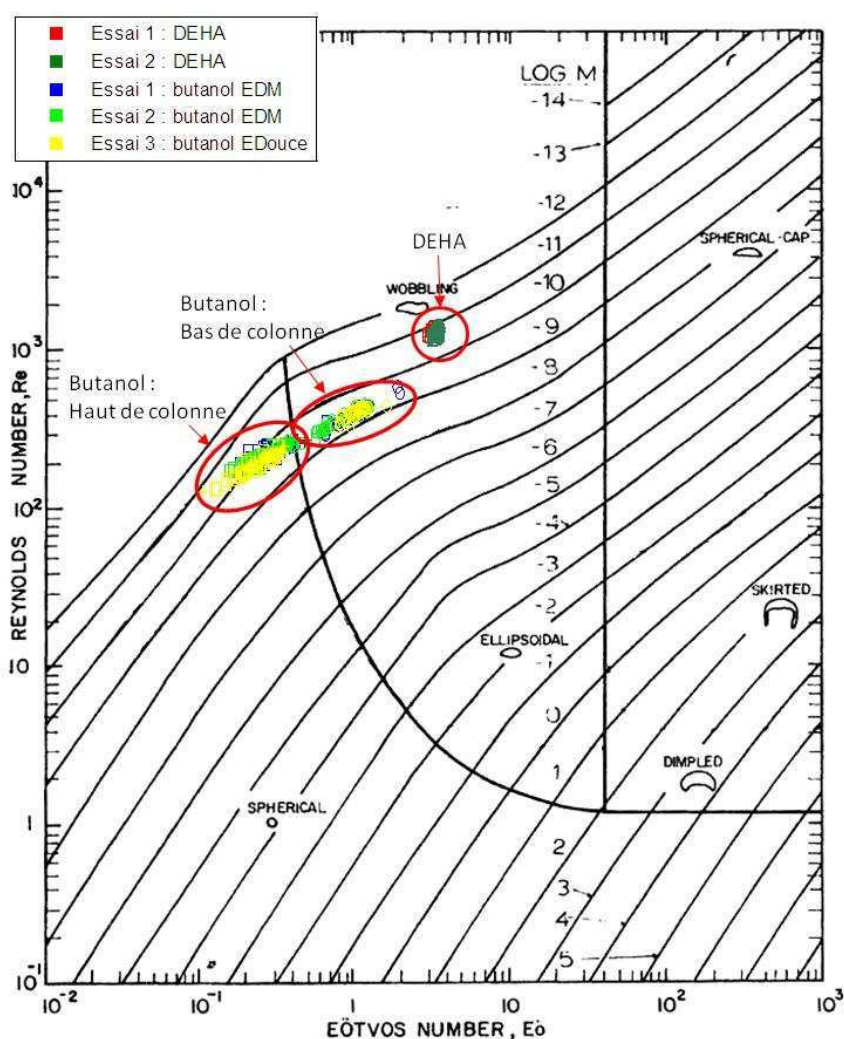 Essai 1 : DEHA
Essai 2 : DEHA
Essai 1 : butanol EDM
Essai 2 : butanol EDM
Essai 3 : butanol EDouce
LOG M
-14
-13
-12
-11
-10
-9
-8
-7
-6
-5
-4
-3
-2
-1
0
1
2
3
4
5
DEHA
WOBBLING
SPHERICAL-CAP
Butanol :
Bas de colonne
Butanol :
Haut de colonne
SKIRTED
ELLIPSOIDAL
DIMPLED
SPHERICAL
REYNOLDS NUMBER, Re
10⁴
10³
10²
10
1
10⁻¹
10⁻²
10⁻¹
1
10
10²
10³
EÖTVOS NUMBER, Eö